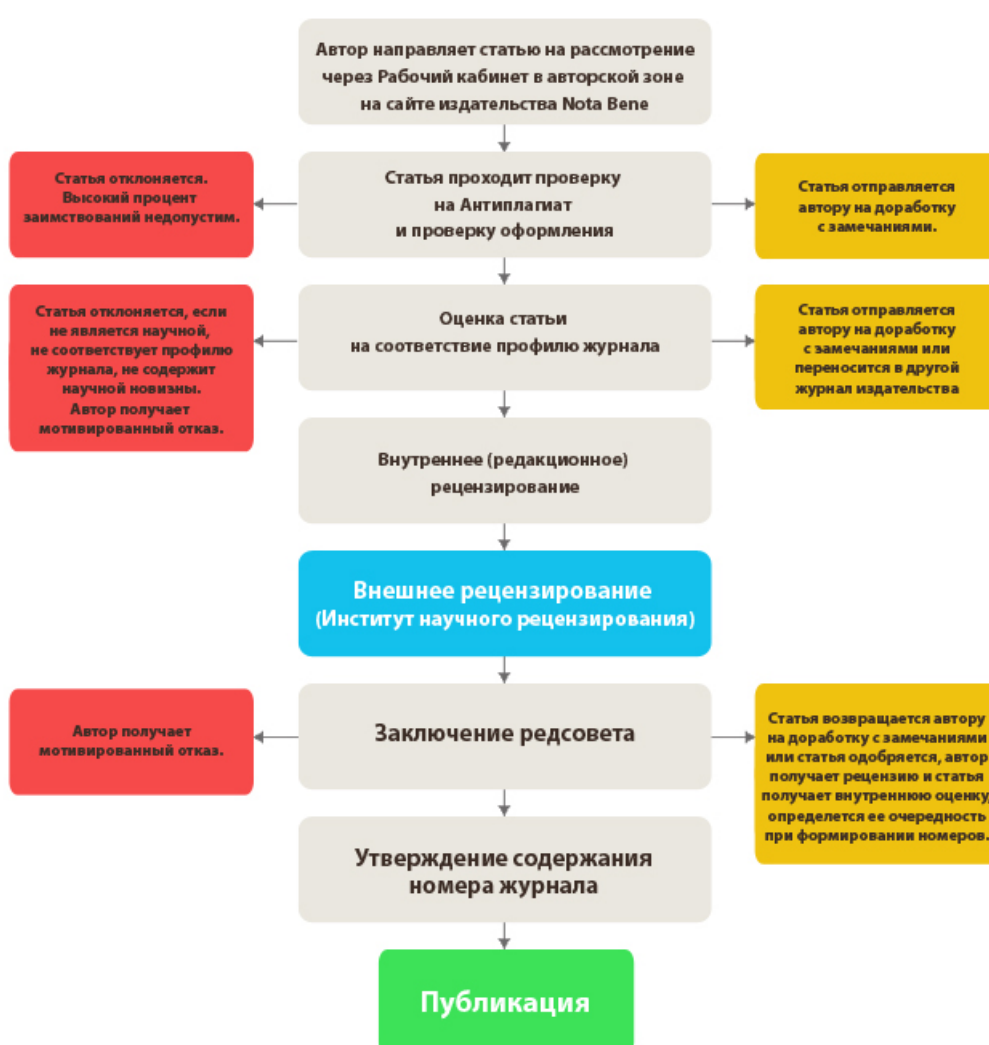 Автор направляет статью на рассмотрение
через Рабочий кабинет в авторской зоне
на сайте издательства Nota Bene
Статья отклоняется.
Высокий процент
заимствований недопустим.
Статья проходит проверку
на Антиплагиат
и проверку оформления
Статья отправляется
автору на доработку
с замечаниями.
Статья отклоняется, если
не является научной,
не соответствует профилю
журнала, не содержит
научной новизны.
Автор получает
мотивированный отказ.
Оценка статьи
на соответствие профилю журнала
Статья отправляется
автору на доработку
с замечаниями или
переносится в другой
журнал издательства
Внутреннее (редакционное)
рецензирование
Внешнее рецензирование
(Институт научного рецензирования)
Автор получает
мотивированный отказ.
Заключение редсовета
Статья возвращается автору
на доработку с замечаниями
или статья одобряется, автор
получает рецензию и статья
получает внутреннюю оценку,
определется ее очередность
при формировании номеров.
Утверждение содержания
номера журнала
Публикация